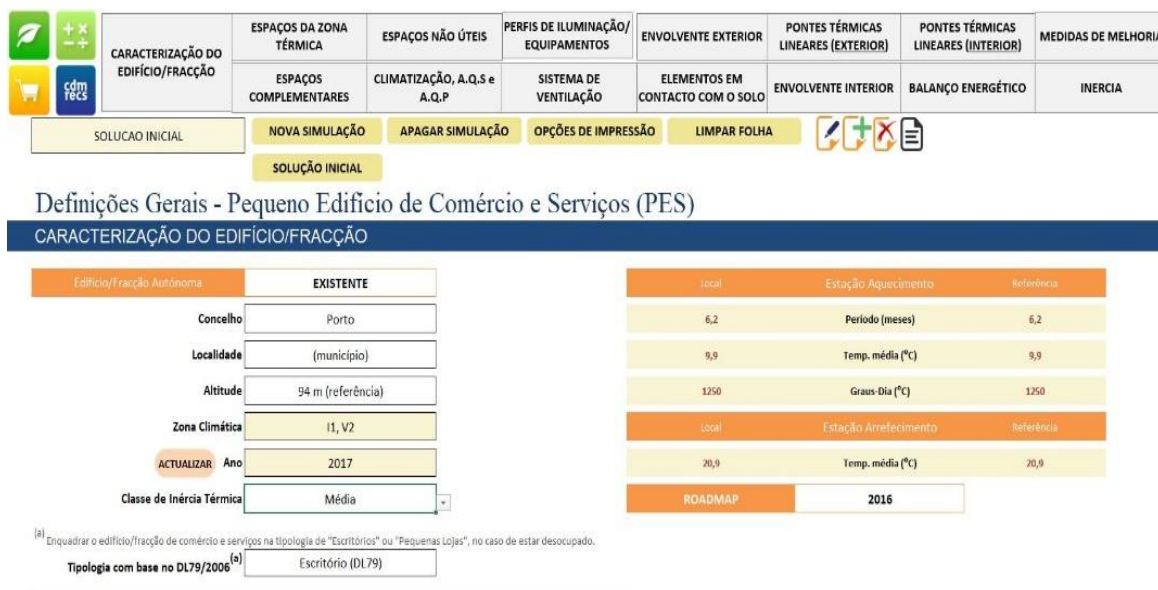 CARACTERIZAÇÃO DO
EDIFÍCIO/FRACÇÃO
ESPAÇOS DA ZONA
TÉRMICA
ESPAÇOS NÃO ÚTEIS
PERFIS DE ILUMINAÇÃO/
EQUIPAMENTOS
ENVOLVENTE EXTERIOR
PONTES TÉRMICAS
LINEARES (EXTERIOR)
PONTES TÉRMICAS
LINEARES (INTERIOR)
MEDIDAS DE MELHORIA
cdm
fecs
ESPAÇOS
COMPLEMENTARES
CLIMATIZAÇÃO, A.Q.S e
A.Q.P
SISTEMA DE
VENTILAÇÃO
ELEMENTOS EM
CONTACTO COM O SOLO
ENVOLVENTE INTERIOR
BALANÇO ENERGÉTICO
INERCIA
SOLUCAO INICIAL
NOVA SIMULAÇÃO
APAGAR SIMULAÇÃO
OPÇÕES DE IMPRESSÃO
LIMPAR FOLHA
SOLUÇÃO INICIAL
Definições Gerais - Pequeno Edifício de Comércio e Serviços (PES)
CARACTERIZAÇÃO DO EDIFÍCIO/FRACÇÃO
Edifício/Fracção Autónoma EXISTENTE
Concelho Porto
Localidade (município)
Altitude 94 m (referência)
Zona Climática I1, V2
ACTUALIZAR Ano 2017
Classe de Inércia Térmica Média
Local Estação Aquecimento Referência
6,2 Período (meses) 6,2
9,9 Temp. média (ºC) 9,9
1250 Graus-Dia (ºC) 1250
Local Estação Arrefecimento Referência
20,9 Temp. média (ºC) 20,9
ROADMAP 2016
(a) Enquadrar o edifício/fracção de comércio e serviços na tipologia de "Escritórios" ou "Pequenas Lojas", no caso de estar desocupado.
Tipologia com base no DL79/2006(a) Escritório (DL79)